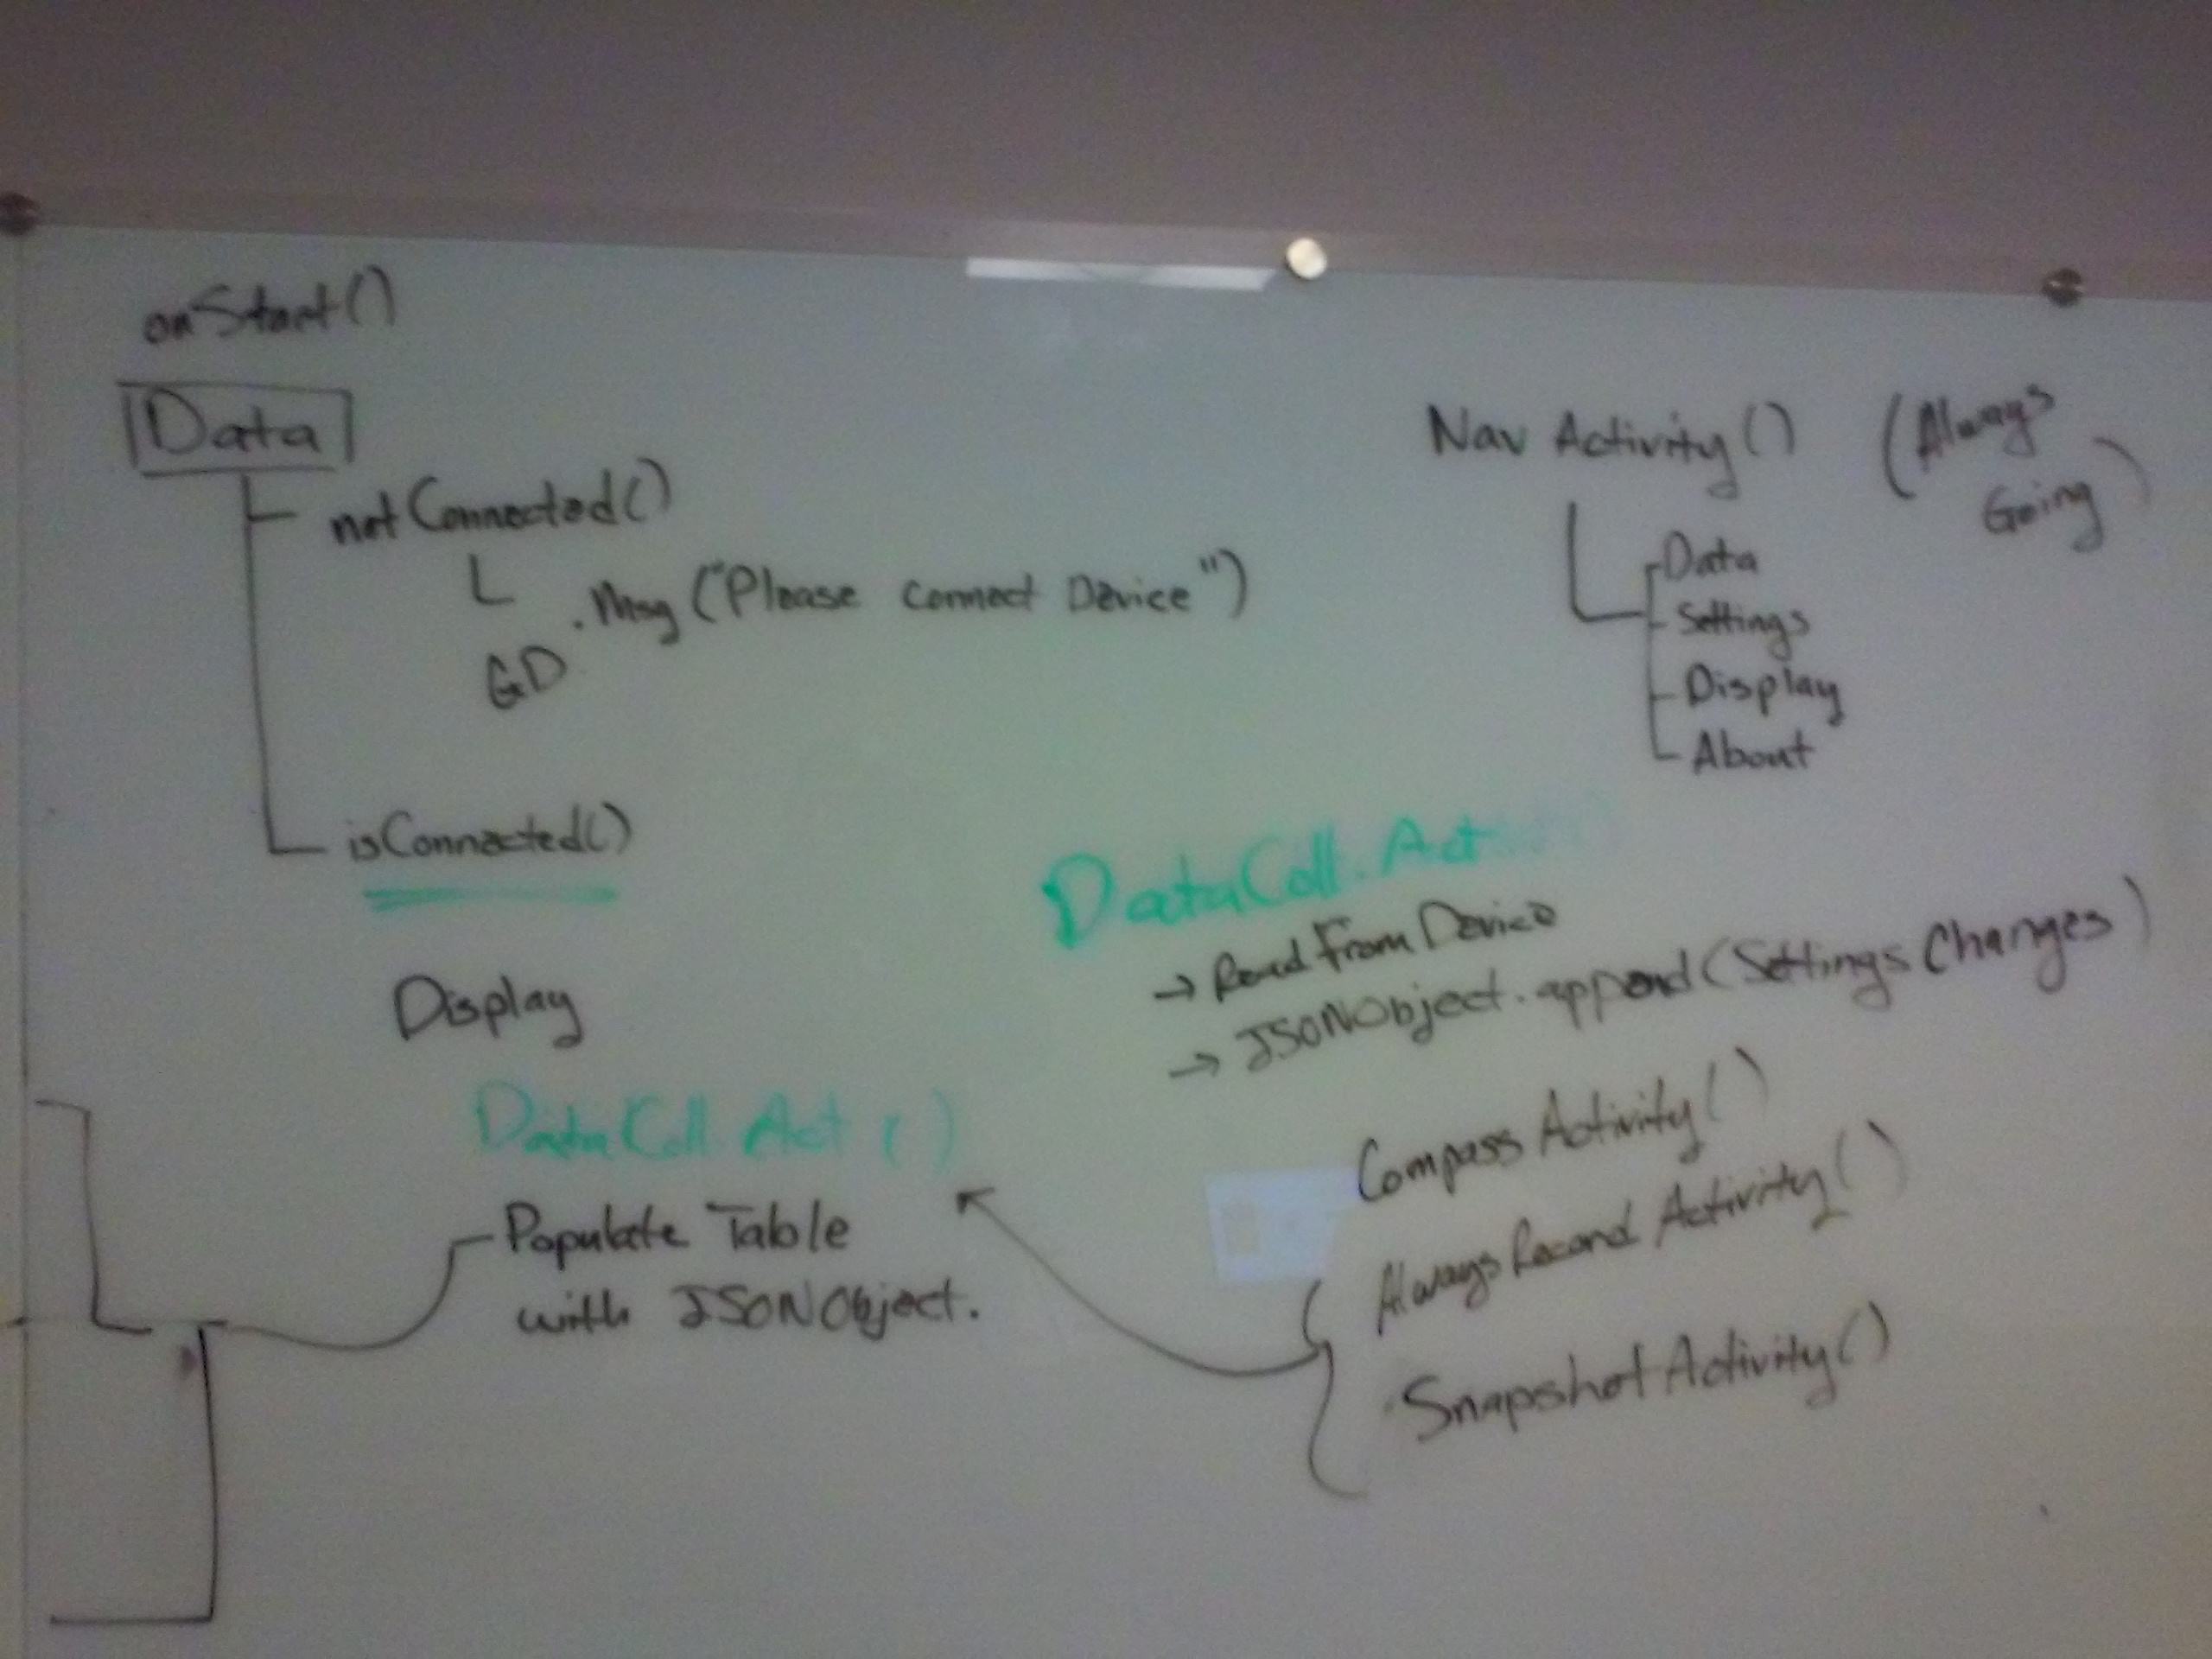 onStart()
Data
notConnected()
.Msg("Please Connect Device")
GD
isConnected()
Display
DataColl Act ()
Populate Table
with JSONObject.
Nav Activity() (Always
Going)
Data
Settings
Display
About
DataColl. Act
→ Read From Device
→ JSONObject.append(Settings Changes)
Compass Activity()
Always Record Activity()
Snapshot Activity()